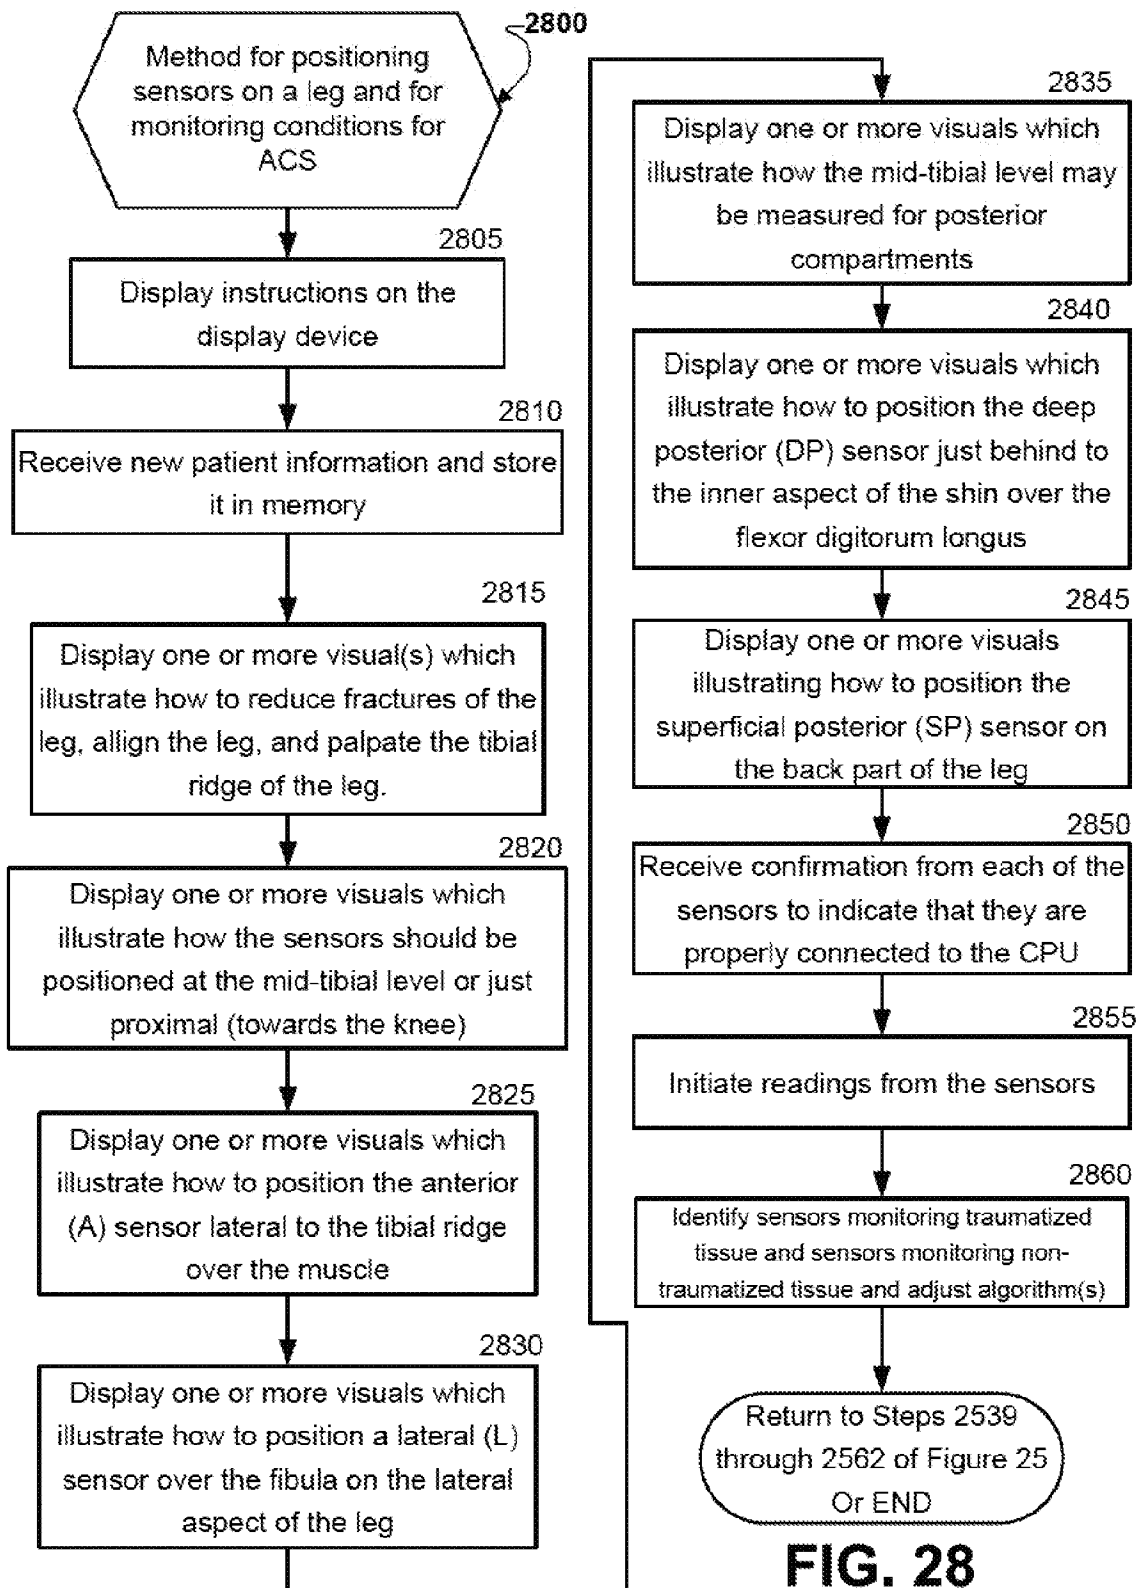 2800
Method for positioning
sensors on a leg and for
monitoring conditions for
ACS
2805
Display instructions on the
display device
2810
Receive new patient information and store
it in memory
2815
Display one or more visual(s) which
illustrate how to reduce fractures of the
leg, allign the leg, and palpate the tibial
ridge of the leg.
2820
Display one or more visuals which
illustrate how the sensors should be
positioned at the mid-tibial level or just
proximal (towards the knee)
2825
Display one or more visuals which
illustrate how to position the anterior
(A) sensor lateral to the tibial ridge
over the muscle
2830
Display one or more visuals which
illustrate how to position a lateral (L)
sensor over the fibula on the lateral
aspect of the leg
2835
Display one or more visuals which
illustrate how the mid-tibial level may
be measured for posterior
compartments
2840
Display one or more visuals which
illustrate how to position the deep
posterior (DP) sensor just behind to
the inner aspect of the shin over the
flexor digitorum longus
2845
Display one or more visuals
illustrating how to position the
superficial posterior (SP) sensor on
the back part of the leg
2850
Receive confirmation from each of the
sensors to indicate that they are
properly connected to the CPU
2855
Initiate readings from the sensors
2860
Identify sensors monitoring traumatized
tissue and sensors monitoring non-
traumatized tissue and adjust algorithm(s)
Return to Steps 2539
through 2562 of Figure 25
Or END
FIG. 28